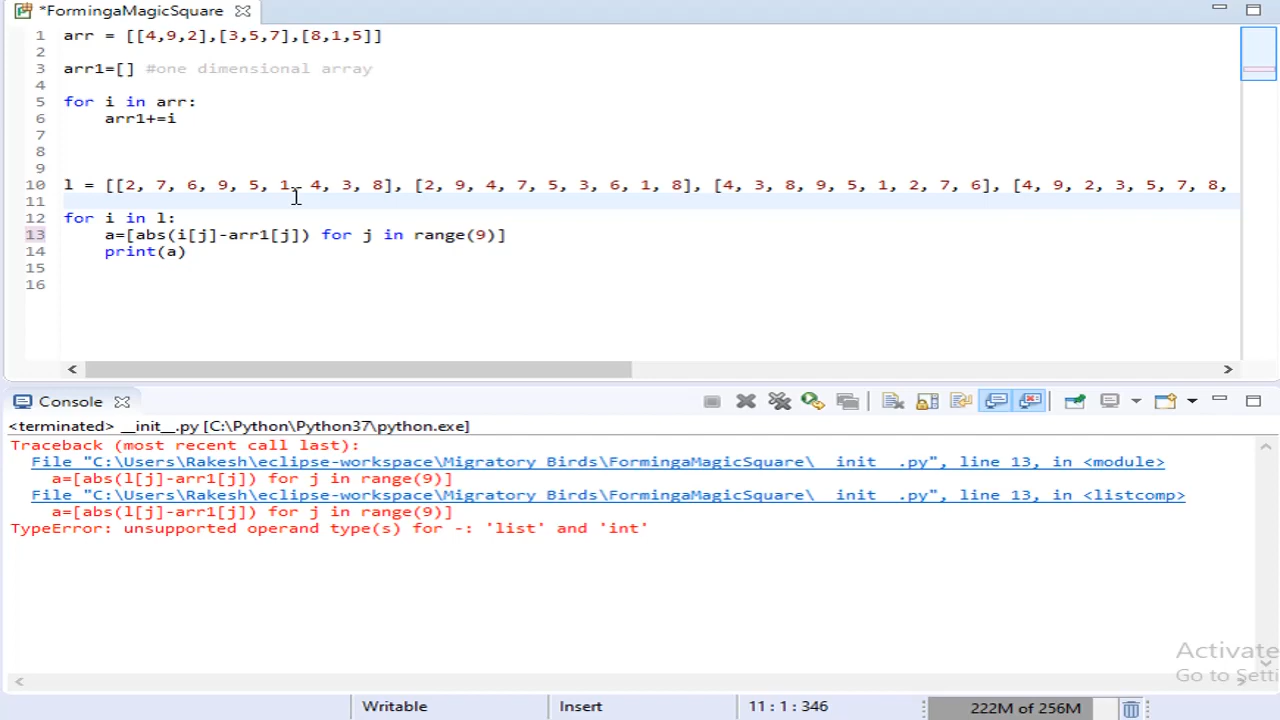 *FormingaMagicSquare
1 arr = [[4,9,2],[3,5,7],[8,1,5]]
2
3 arr1=[] #one dimensional array
4
5 for i in arr:
6 arr1+=i
7
8
9
10 l = [[2, 7, 6, 9, 5, 1, 4, 3, 8], [2, 9, 4, 7, 5, 3, 6, 1, 8], [4, 3, 8, 9, 5, 1, 2, 7, 6], [4, 9, 2, 3, 5, 7, 8,
11
12 for i in l:
13 a=[abs(i[j]-arr1[j]) for j in range(9)]
14 print(a)
15
16
Console
<terminated> __init__.py [C:\Python\Python37\python.exe]
Traceback (most recent call last):
File "C:\Users\Rakesh\eclipse-workspace\Migratory Birds\FormingaMagicSquare\__init__.py", line 13, in <module>
a=[abs(l[j]-arr1[j]) for j in range(9)]
File "C:\Users\Rakesh\eclipse-workspace\Migratory Birds\FormingaMagicSquare\__init__.py", line 13, in <listcomp>
a=[abs(l[j]-arr1[j]) for j in range(9)]
TypeError: unsupported operand type(s) for -: 'list' and 'int'
Activate
Go to Setti
Writable Insert 11 : 1 : 346 222M of 256M